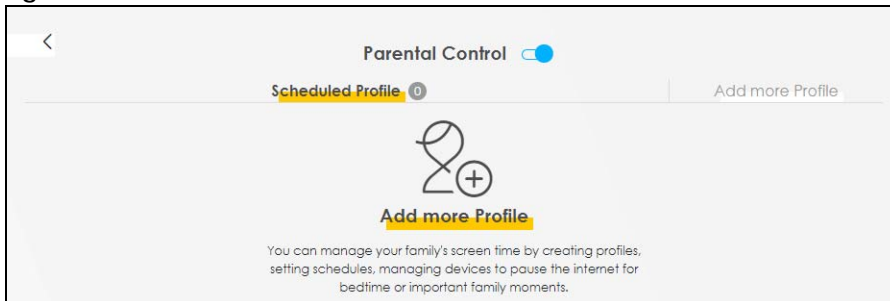 Parental Control
Scheduled Profile 0
Add more Profile
Add more Profile
You can manage your family's screen time by creating profiles,
setting schedules, managing devices to pause the internet for
bedtime or important family moments.